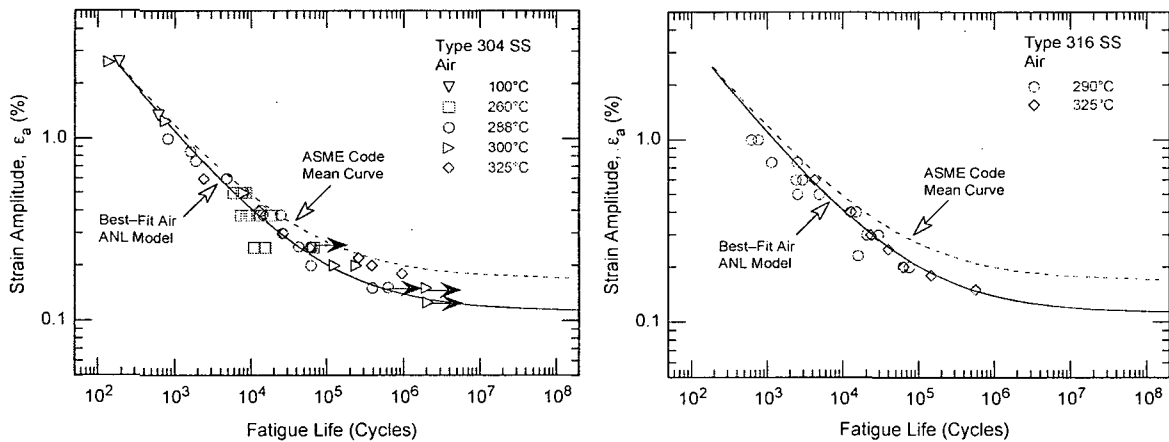 Type 304 SS
Air
100°C
260°C
288°C
300°C
325°C
ASME Code
Mean Curve
Best–Fit Air
ANL Model
Strain Amplitude, εa (%)
1.0
0.1
10² 10³ 10⁴ 10⁵ 10⁶ 10⁷ 10⁸
Fatigue Life (Cycles)
Type 316 SS
Air
290°C
325°C
ASME Code
Mean Curve
Best–Fit Air
ANL Model
Strain Amplitude, εa (%)
1.0
0.1
10² 10³ 10⁴ 10⁵ 10⁶ 10⁷ 10⁸
Fatigue Life (Cycles)